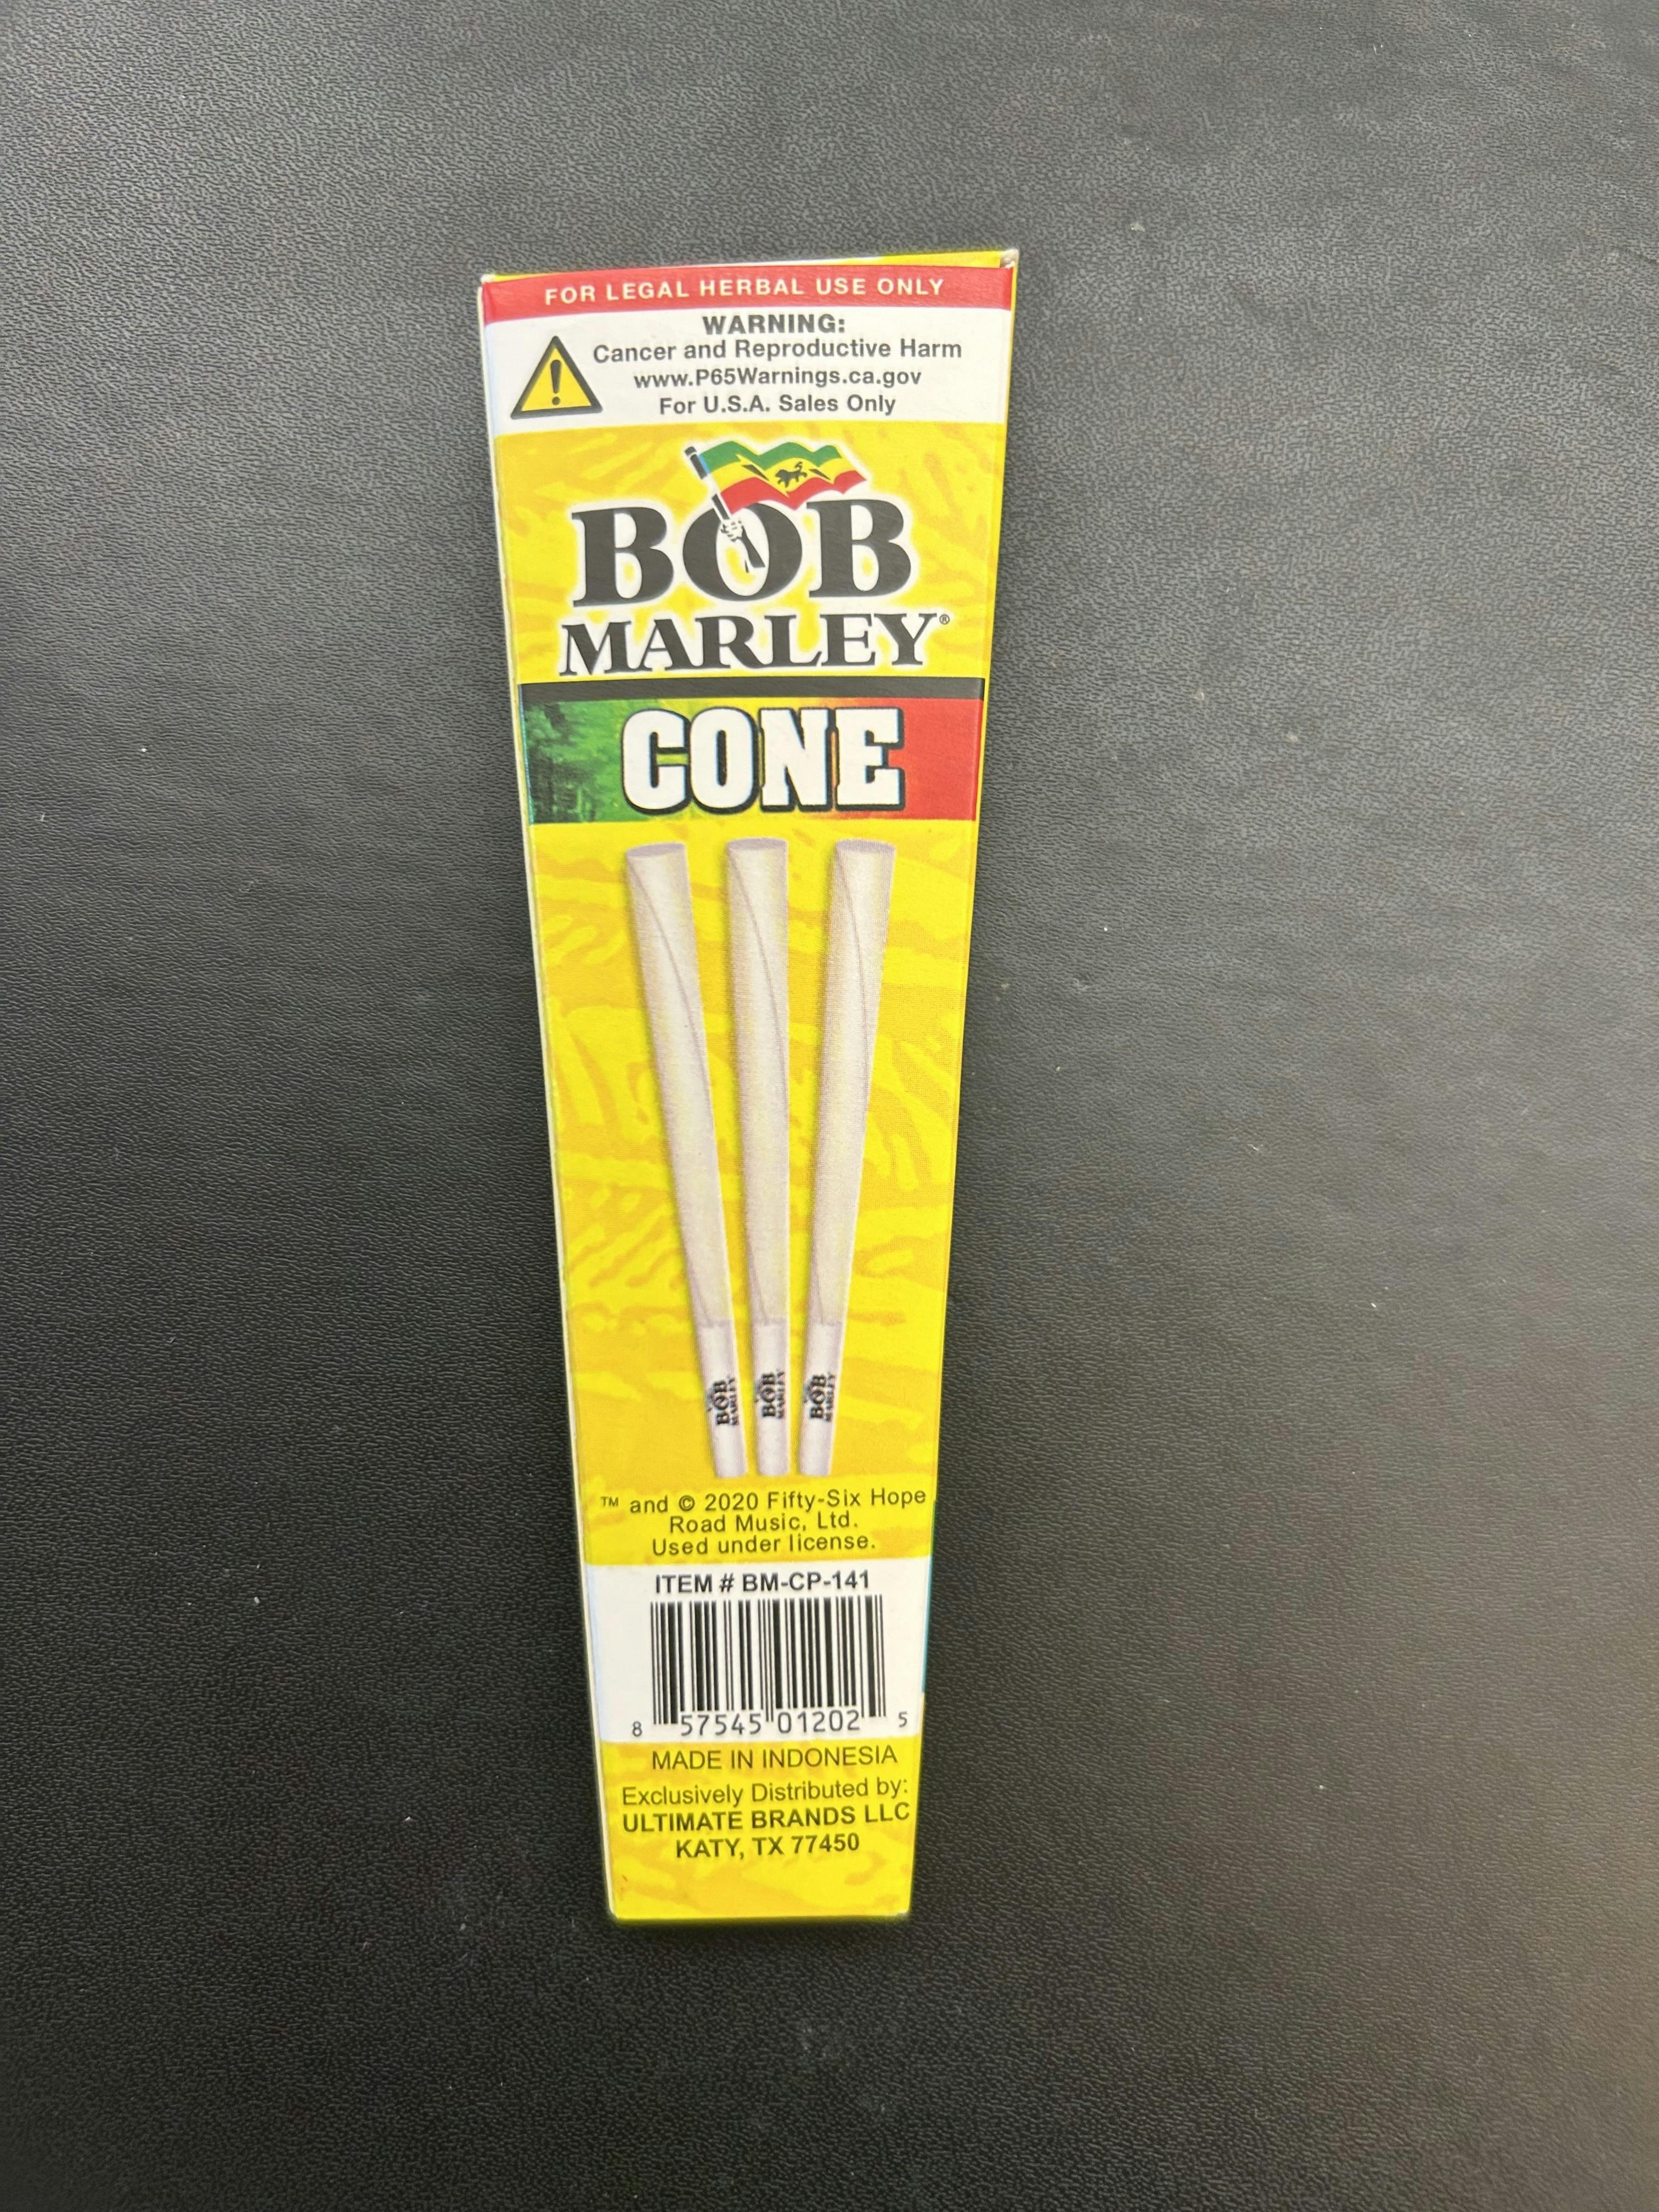 FOR LEGAL HERBAL USE ONLY
WARNING:
Cancer and Reproductive Harm
www.P65Warnings.ca.gov
For U.S.A. Sales Only
BOB
MARLEY®
CONE
BOB
MARLEY
BOB
MARLEY
BOB
MARLEY
™ and © 2020 Fifty-Six Hope
Road Music, Ltd.
Used under license.
ITEM # BM-CP-141
8 57545 01202 5
MADE IN INDONESIA
Exclusively Distributed by:
ULTIMATE BRANDS LLC
KATY, TX 77450